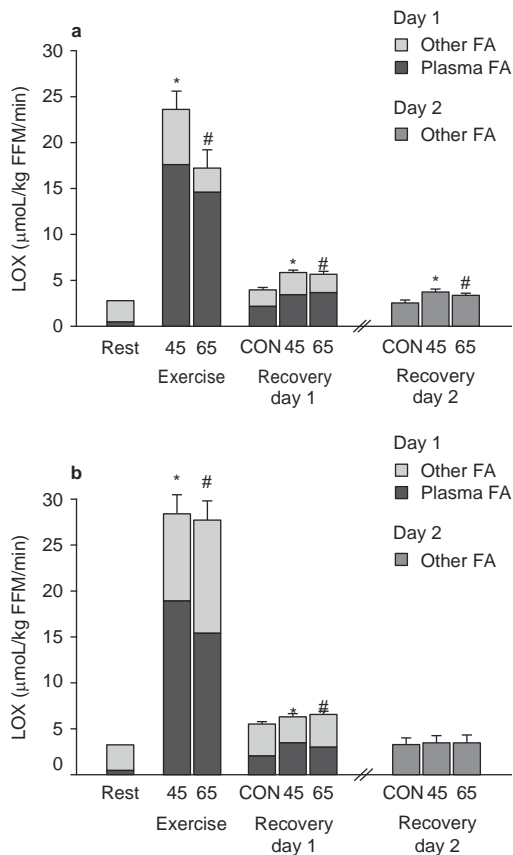 a
Day 1
Other FA
Plasma FA
Day 2
Other FA
LOX (μmoL/kg FFM/min)
30
25
20
15
10
5
0
* # * # * #
Rest 45 65 CON 45 65 CON 45 65
Exercise Recovery day 1 Recovery day 2
b
Day 1
Other FA
Plasma FA
Day 2
Other FA
LOX (μmoL/kg FFM/min)
30
25
20
15
10
5
0
* # * #
Rest 45 65 CON 45 65 CON 45 65
Exercise Recovery day 1 Recovery day 2